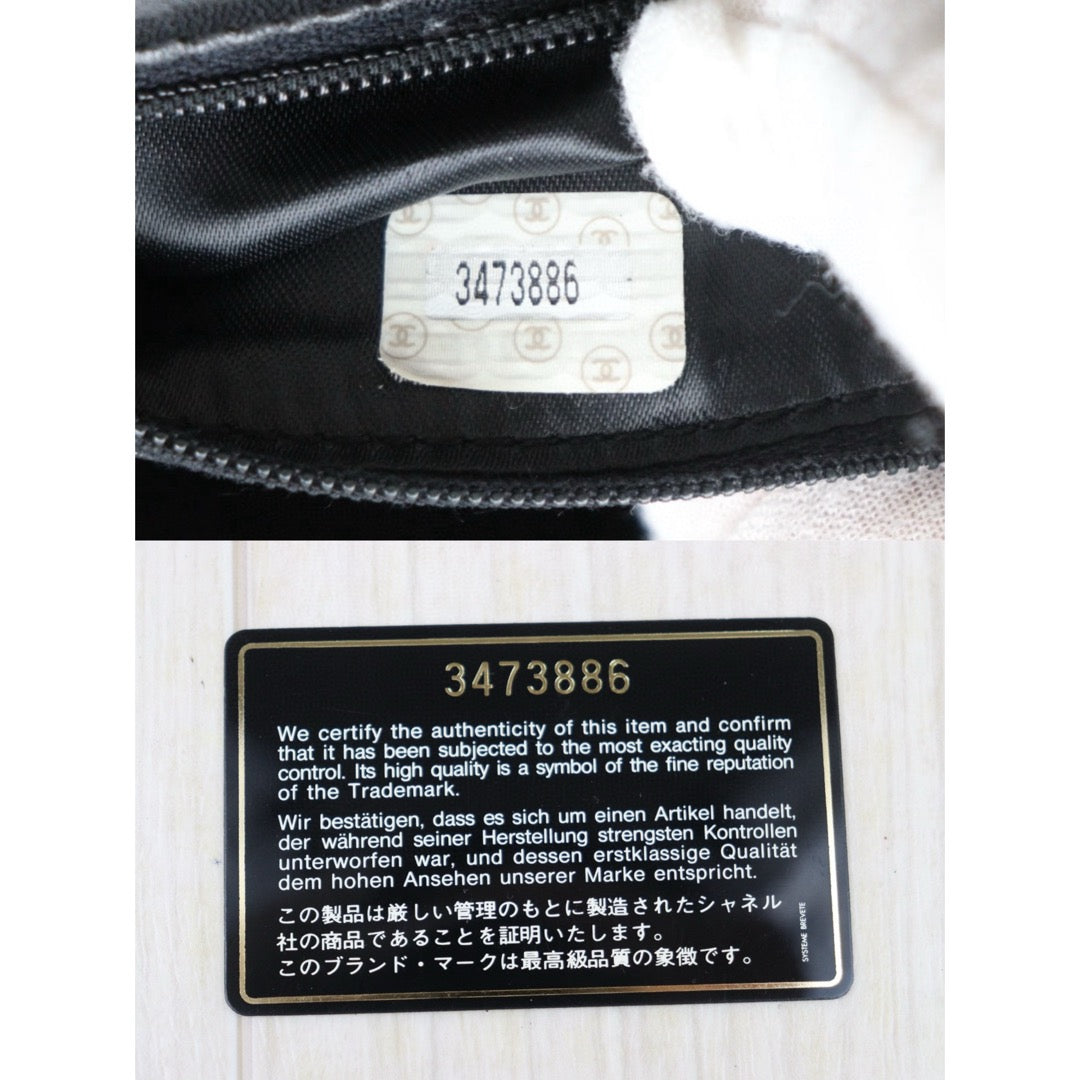 3473886
3473886
We certify the authenticity of this item and confirm
that it has been subjected to the most exacting quality
control. Its high quality is a symbol of the fine reputation
of the Trademark.
Wir bestätigen, dass es sich um einen Artikel handelt,
der während seiner Herstellung strengsten Kontrollen
unterworfen war, und dessen erstklassige Qualität
dem hohen Ansehen unserer Marke entspricht.
この製品は厳しい管理のもとに製造されたシャネル
社の商品であることを証明いたします。
このブランド・マークは最高級品質の象徴です。
SYSTEME BREVETE